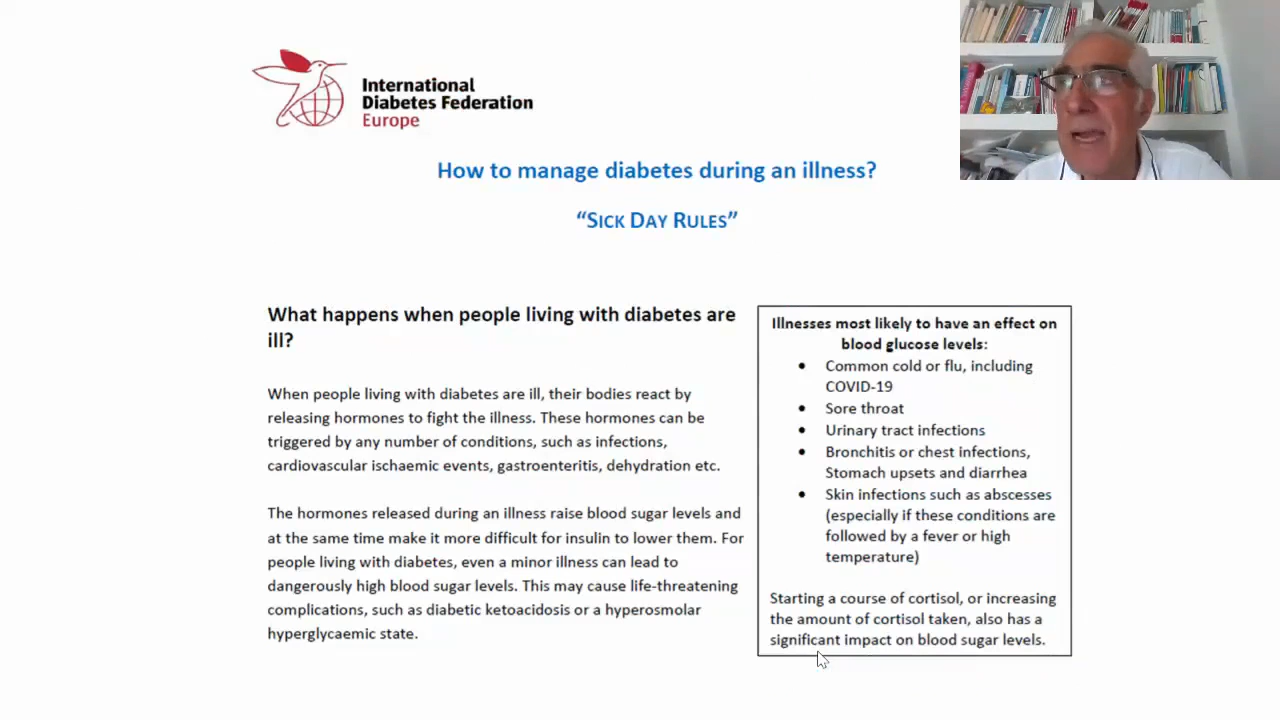 International
Diabetes Federation
Europe
How to manage diabetes during an illness?
“SICK DAY RULES”
What happens when people living with diabetes are
ill?
When people living with diabetes are ill, their bodies react by
releasing hormones to fight the illness. These hormones can be
triggered by any number of conditions, such as infections,
cardiovascular ischaemic events, gastroenteritis, dehydration etc.
The hormones released during an illness raise blood sugar levels and
at the same time make it more difficult for insulin to lower them. For
people living with diabetes, even a minor illness can lead to
dangerously high blood sugar levels. This may cause life-threatening
complications, such as diabetic ketoacidosis or a hyperosmolar
hyperglycaemic state.
Illnesses most likely to have an effect on
blood glucose levels:
• Common cold or flu, including
COVID-19
• Sore throat
• Urinary tract infections
• Bronchitis or chest infections,
Stomach upsets and diarrhea
• Skin infections such as abscesses
(especially if these conditions are
followed by a fever or high
temperature)
Starting a course of cortisol, or increasing
the amount of cortisol taken, also has a
significant impact on blood sugar levels.